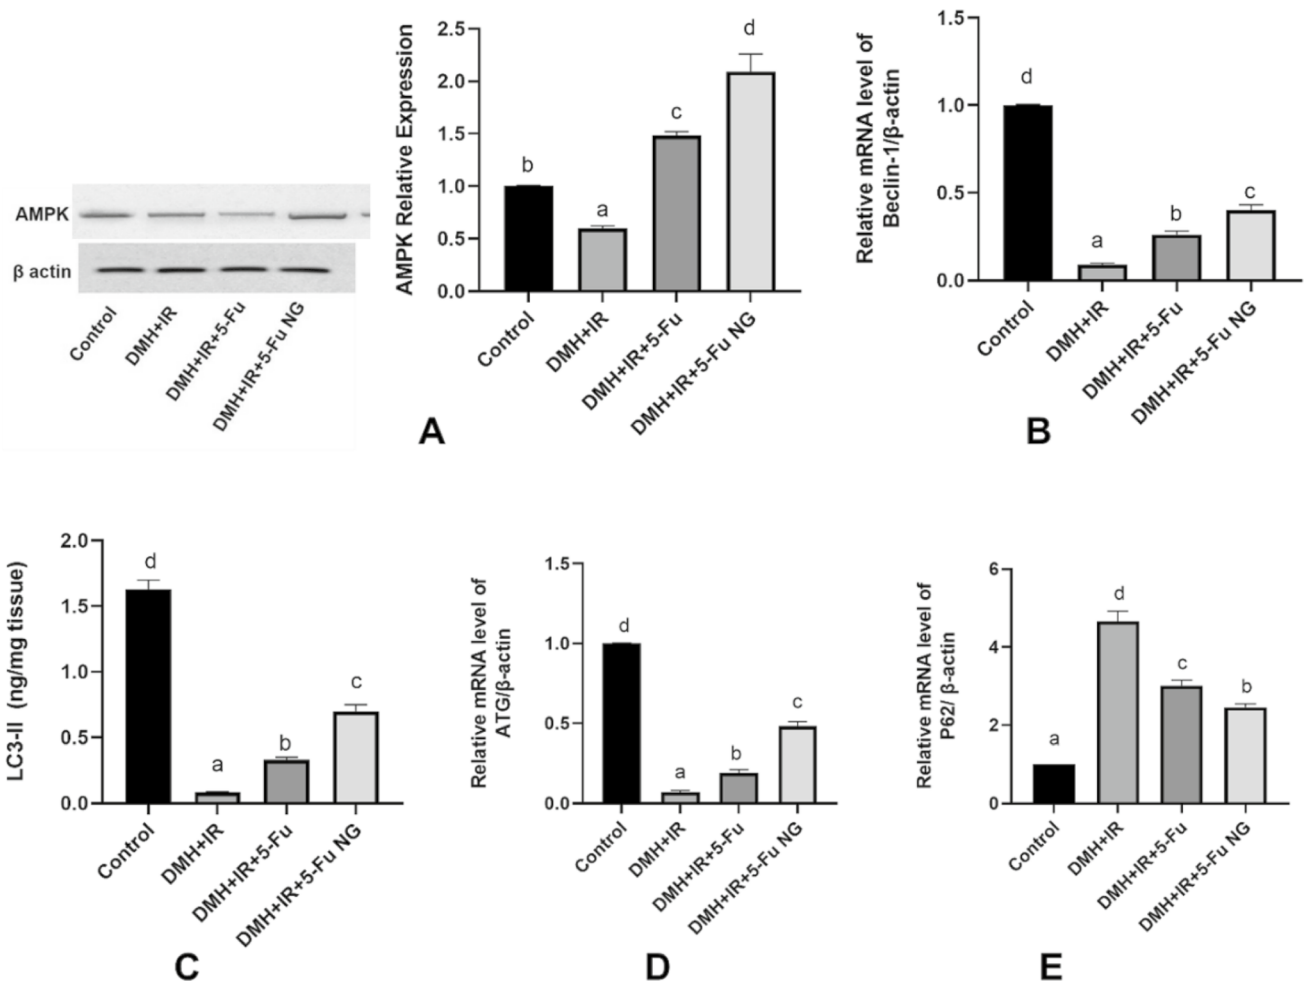 AMPK
β actin
Control
DMH+IR
DMH+IR+5-Fu
DMH+IR+5-Fu NG
AMPK Relative Expression
2.5
2.0
1.5
1.0
0.5
0.0
b
a
c
d
Control
DMH+IR
DMH+IR+5-Fu
DMH+IR+5-Fu NG
A
Relative mRNA level of
Beclin-1/β-actin
1.5
1.0
0.5
0.0
d
a
b
c
Control
DMH+IR
DMH+IR+5-Fu
DMH+IR+5-Fu NG
B
LC3-II (ng/mg tissue)
2.0
1.5
1.0
0.5
0.0
d
a
b
c
Control
DMH+IR
DMH+IR+5-Fu
DMH+IR+5-Fu NG
C
Relative mRNA level of
ATG/β-actin
1.5
1.0
0.5
0.0
d
a
b
c
Control
DMH+IR
DMH+IR+5-Fu
DMH+IR+5-Fu NG
D
Relative mRNA level of
P62/ β-actin
6
4
2
0
a
d
c
b
Control
DMH+IR
DMH+IR+5-Fu
DMH+IR+5-Fu NG
E